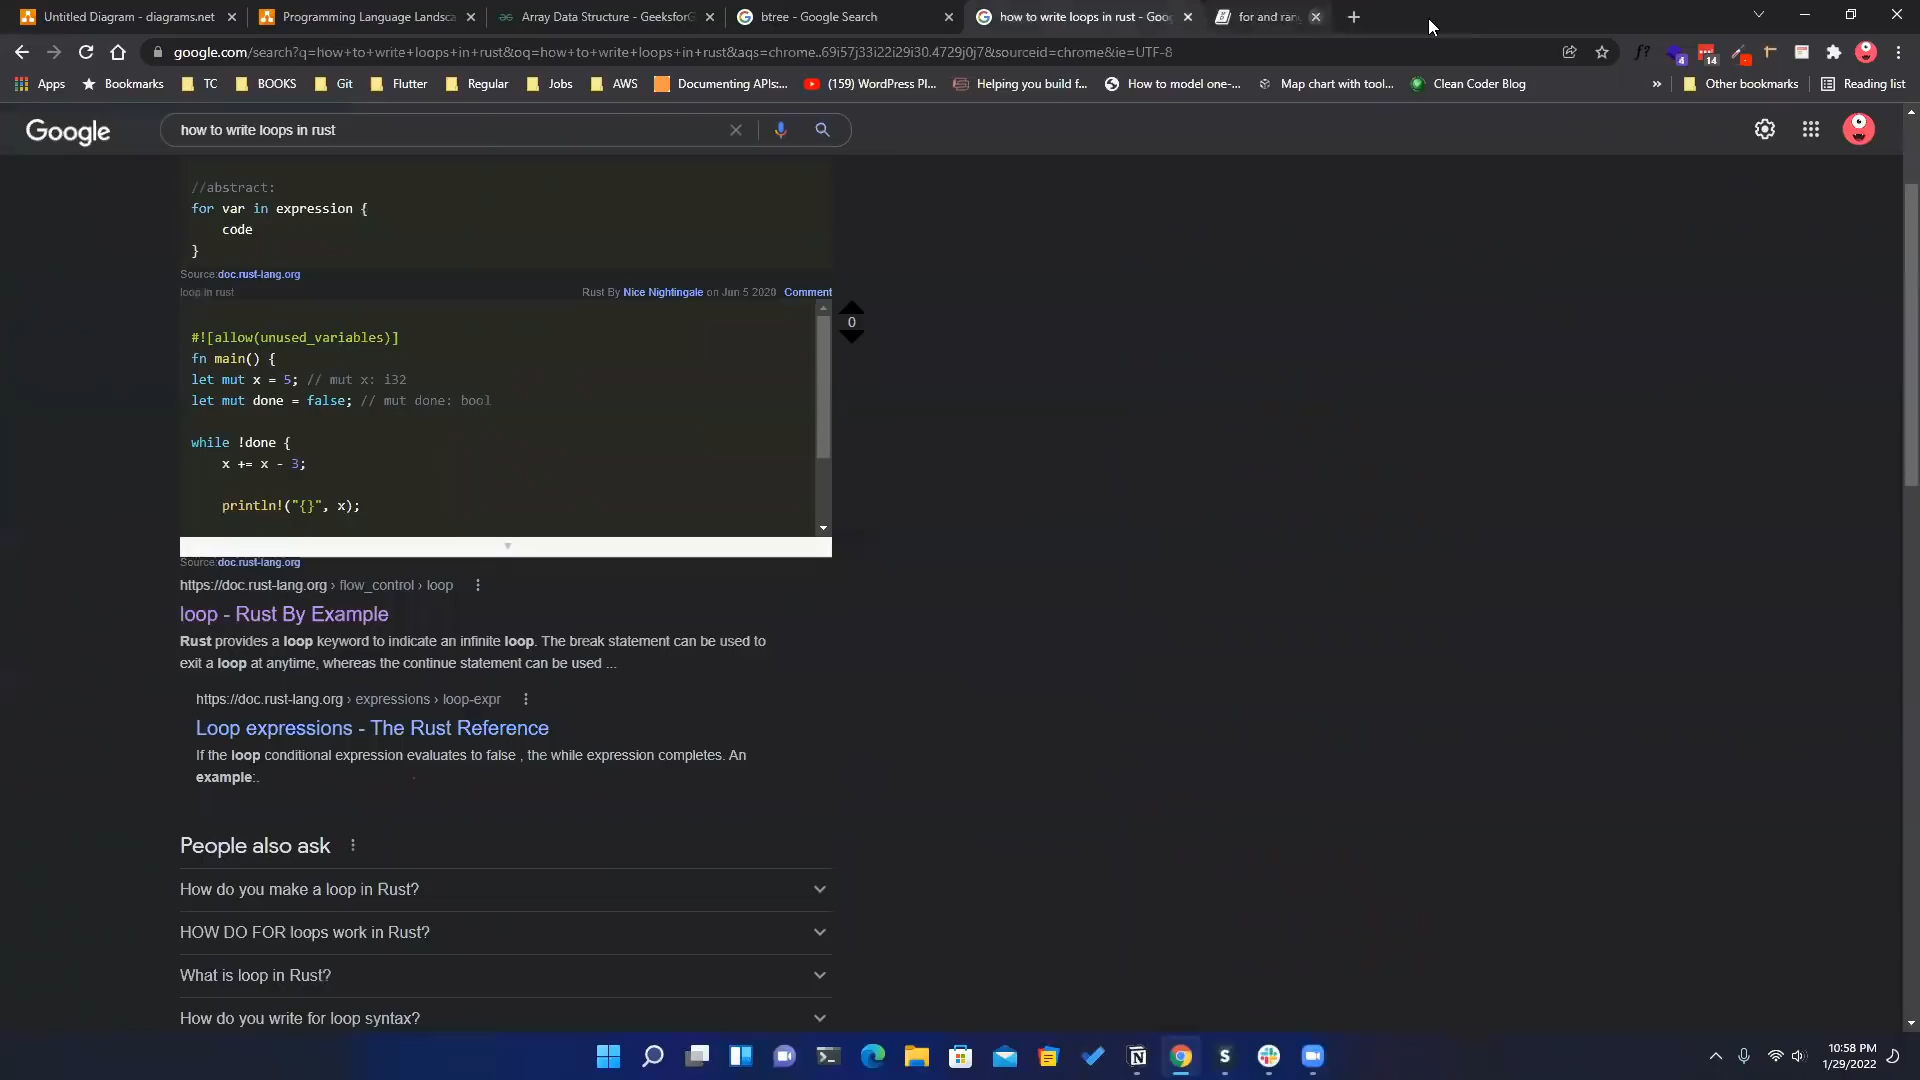 Untitled Diagram - diagrams.net
Programming Language Landsca
Array Data Structure - GeeksforG
btree - Google Search
how to write loops in rust - Goog
for and ran
google.com/search?q=how+to+write+loops+in+rust&oq=how+to+write+loops+in+rust&aqs=chrome..69i57j33i22i29i30.4729j0j7&sourceid=chrome&ie=UTF-8
4
14
Apps
Bookmarks
TC
BOOKS
Git
Flutter
Regular
Jobs
AWS
Documenting APIs:...
(159) WordPress Pl...
Helping you build f...
How to model one-...
Map chart with tool...
Clean Coder Blog
»
Other bookmarks
Reading list
Google
how to write loops in rust
//abstract:
for var in expression {
code
}
Source:doc.rust-lang.org
loop in rust
Rust By Nice Nightingale on Jun 5 2020 Comment
0
#![allow(unused_variables)]
fn main() {
let mut x = 5; // mut x: i32
let mut done = false; // mut done: bool
while !done {
x += x - 3;
println!("{}", x);
Source:doc.rust-lang.org
https://doc.rust-lang.org › flow_control › loop
loop - Rust By Example
Rust provides a loop keyword to indicate an infinite loop. The break statement can be used to
exit a loop at anytime, whereas the continue statement can be used ...
https://doc.rust-lang.org › expressions › loop-expr
Loop expressions - The Rust Reference
If the loop conditional expression evaluates to false , the while expression completes. An
example:.
People also ask
How do you make a loop in Rust?
HOW DO FOR loops work in Rust?
What is loop in Rust?
How do you write for loop syntax?
10:58 PM
1/29/2022